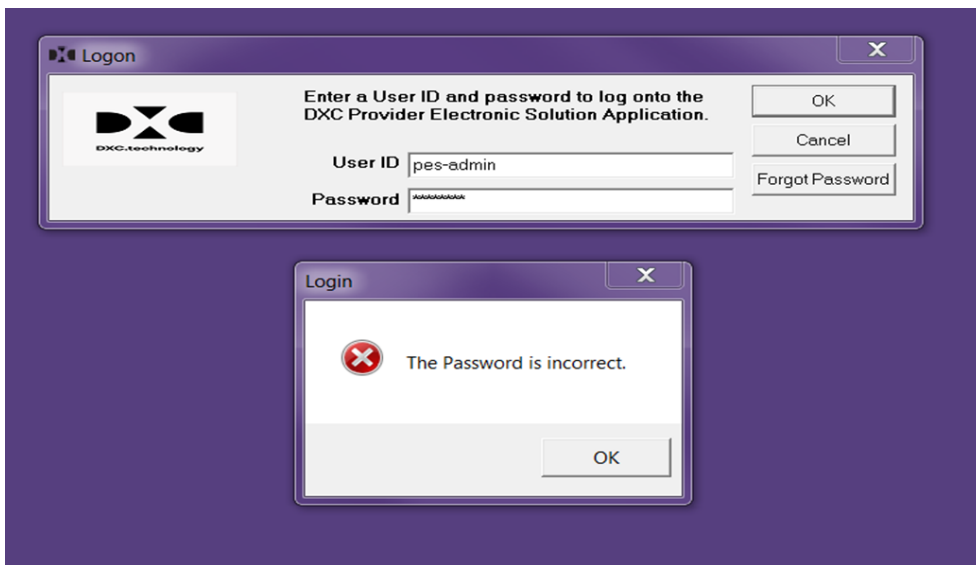 DXC Logon
Enter a User ID and password to log onto the
DXC Provider Electronic Solution Application.
OK
DXC.technology
Cancel
User ID pes-admin
Forgot Password
Password *********
Login
The Password is incorrect.
OK